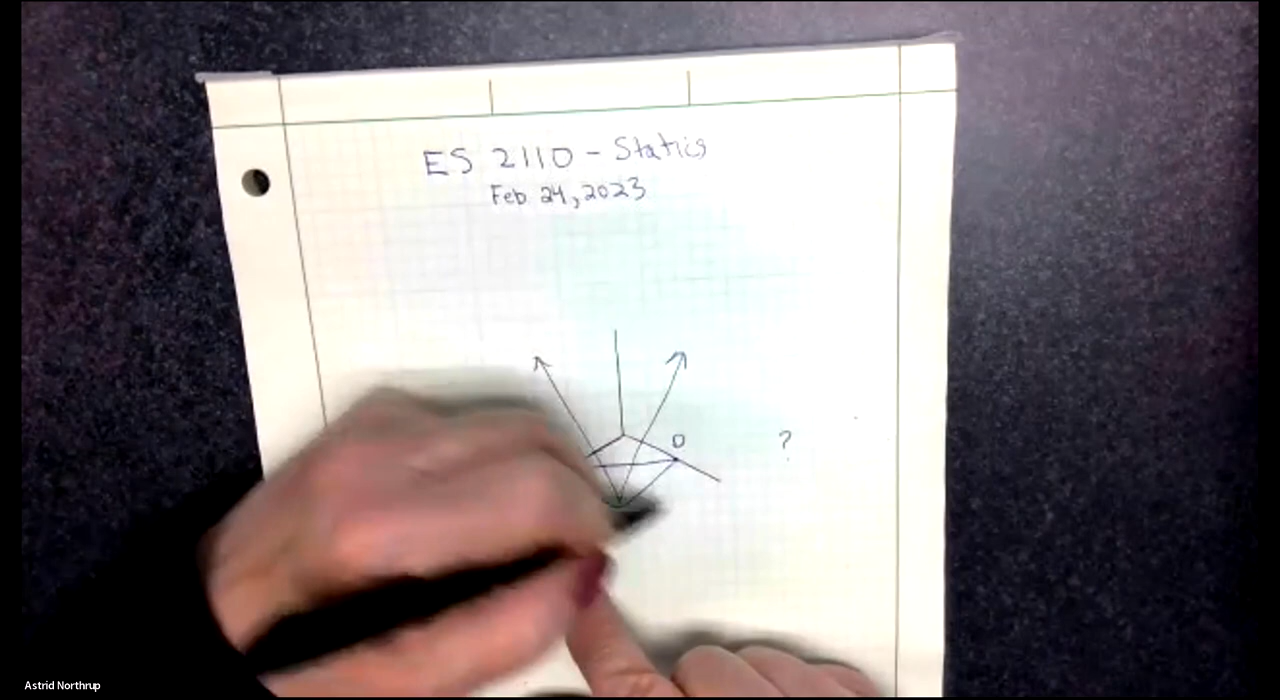 ES 2110 - Statics
Feb 24, 2023
D
?
Astrid Northrup